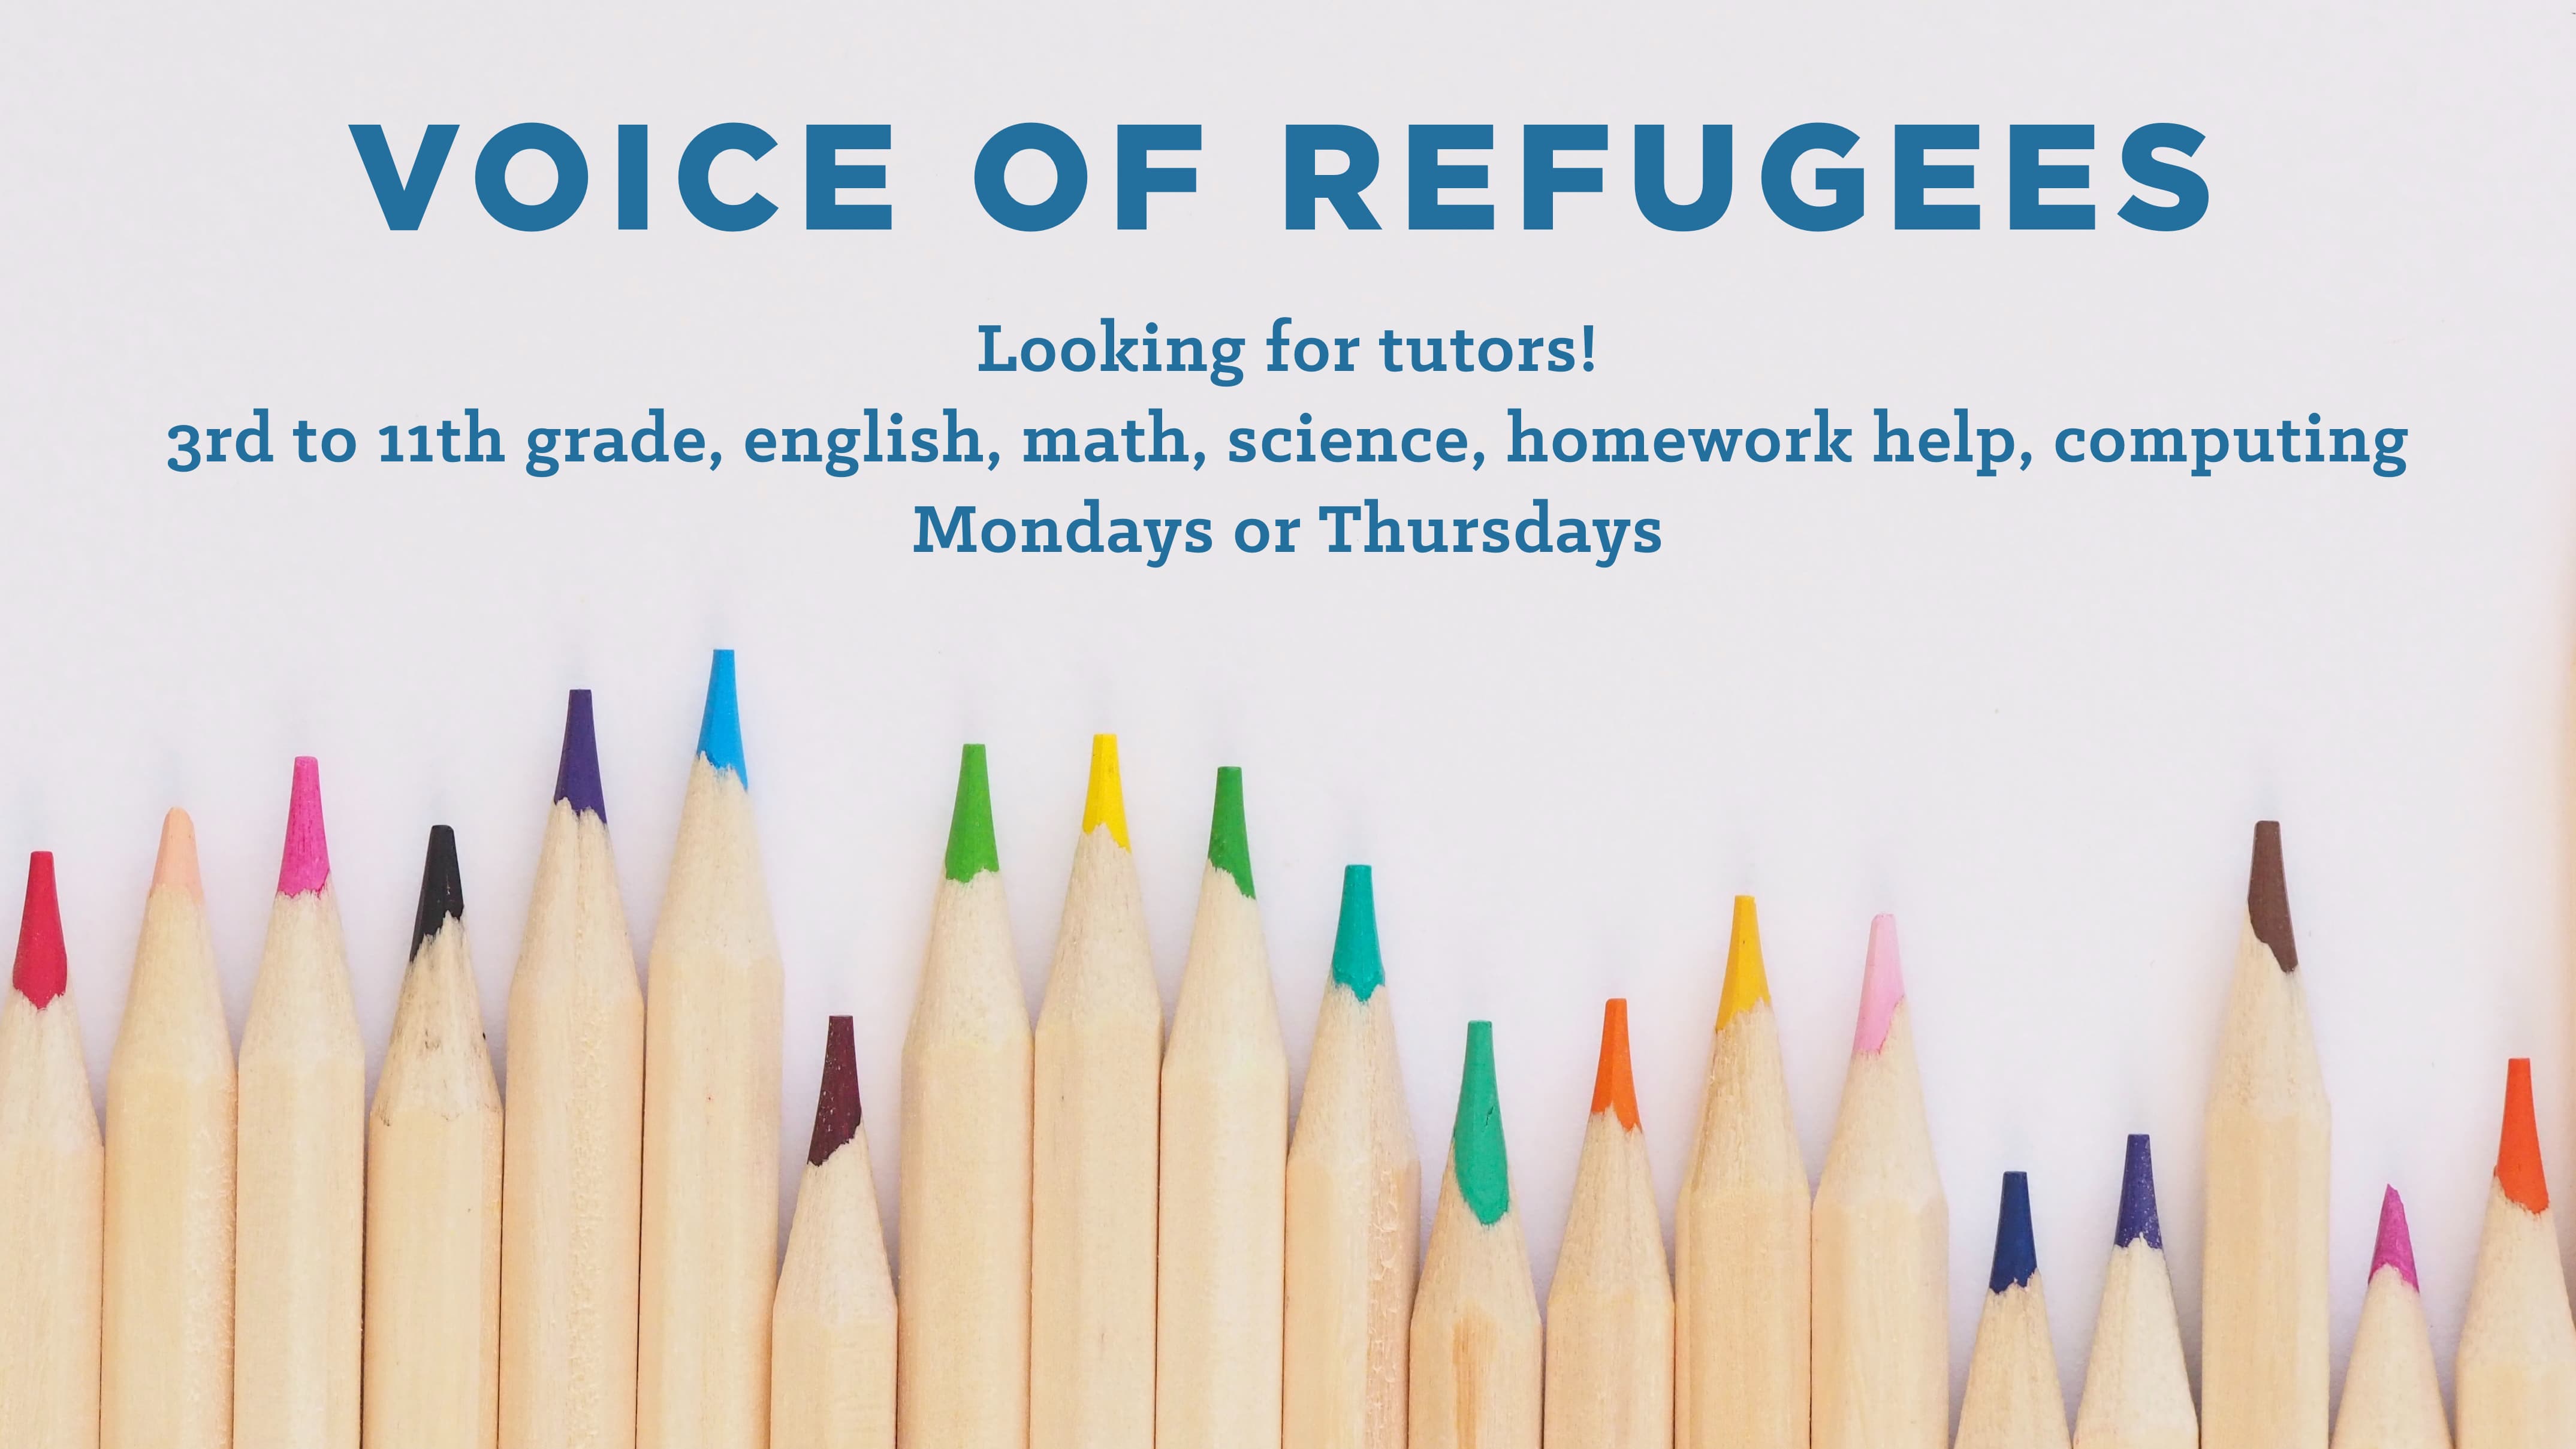 VOICE OF REFUGEES
Looking for tutors!
3rd to 11th grade, english, math, science, homework help, computing
Mondays or Thursdays